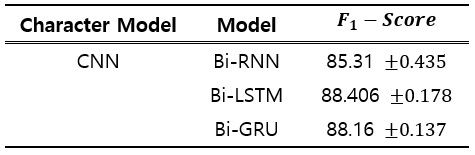 Character Model Model F₁ − Score
CNN Bi-RNN 85.31 ±0.435
Bi-LSTM 88.406 ±0.178
Bi-GRU 88.16 ±0.137